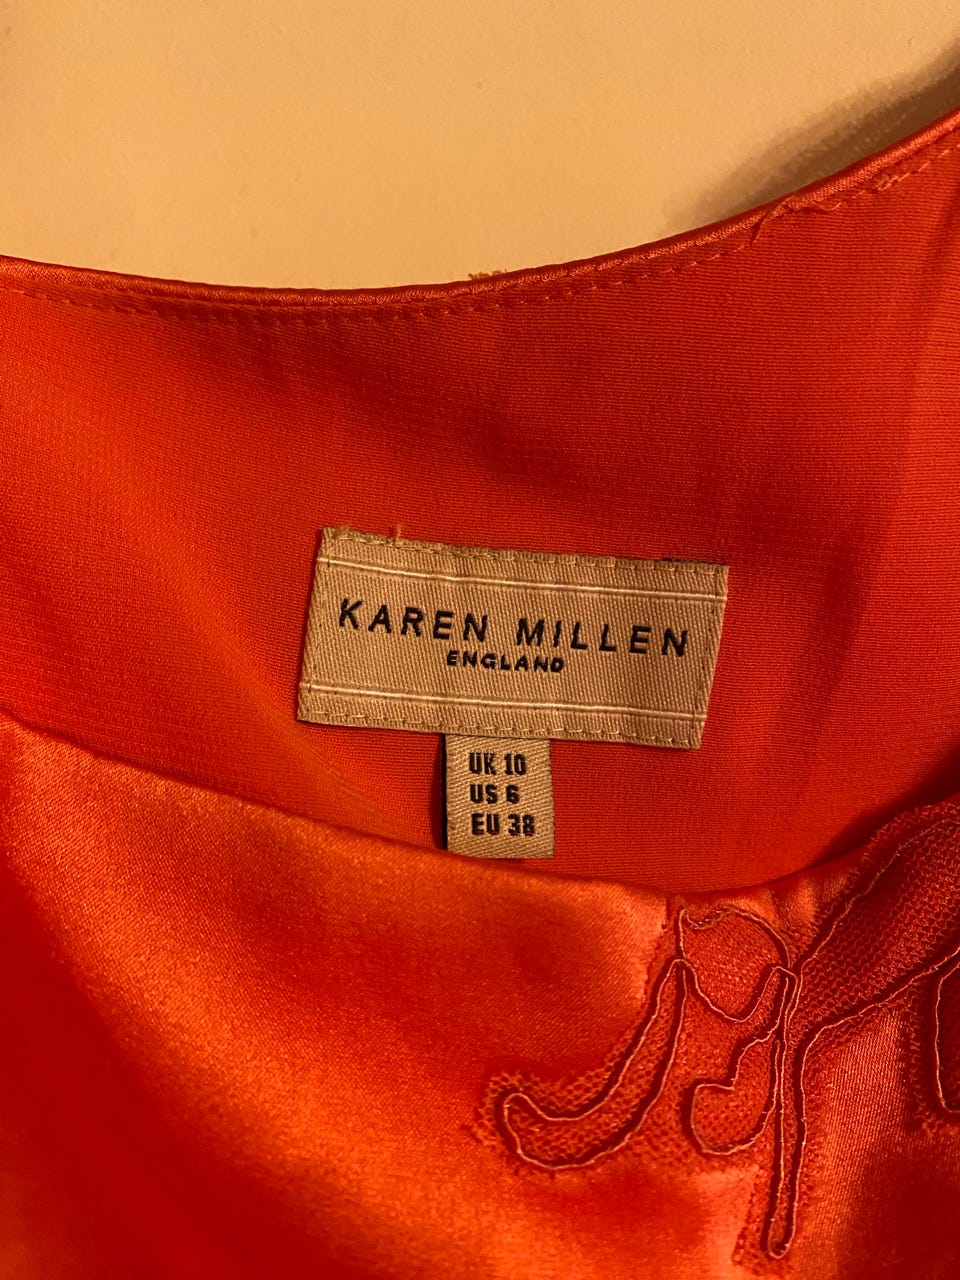 KAREN MILLEN
ENGLAND
UK 10
US 6
EU 38